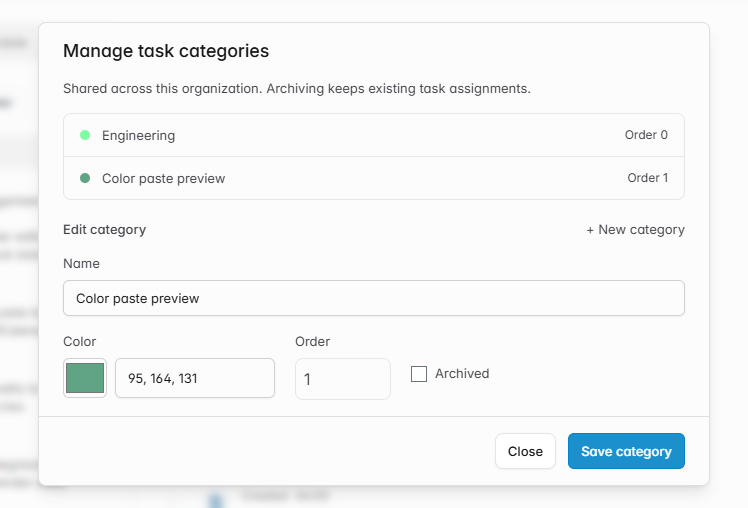 Manage task categories
Shared across this organization. Archiving keeps existing task assignments.
Engineering Order 0
Color paste preview Order 1
Edit category + New category
Name
Color paste preview
Color Order
95, 164, 131 1 Archived
Close Save category